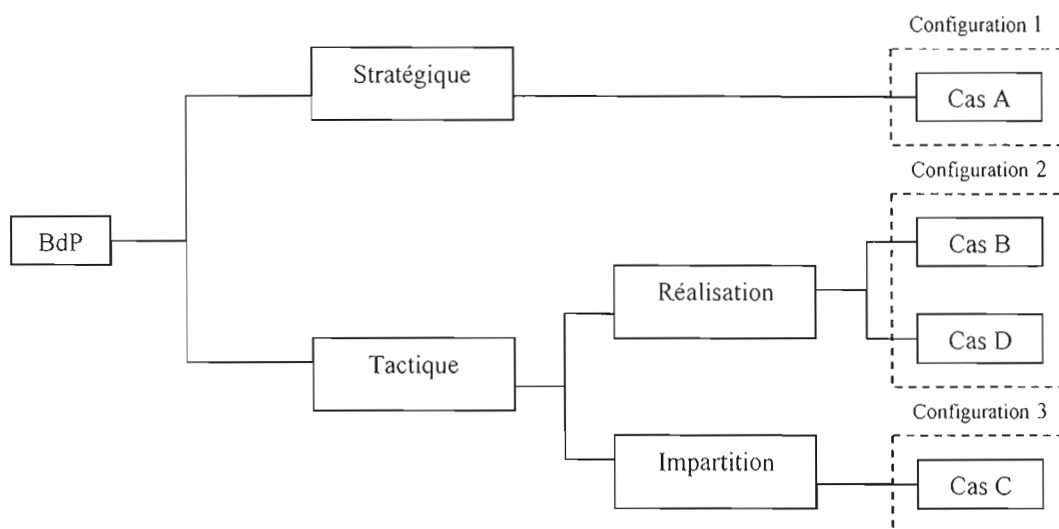 Configuration 1
Stratégique
Cas A
Configuration 2
BdP
Cas B
Réalisation
Cas D
Tactique
Configuration 3
Impartition
Cas C